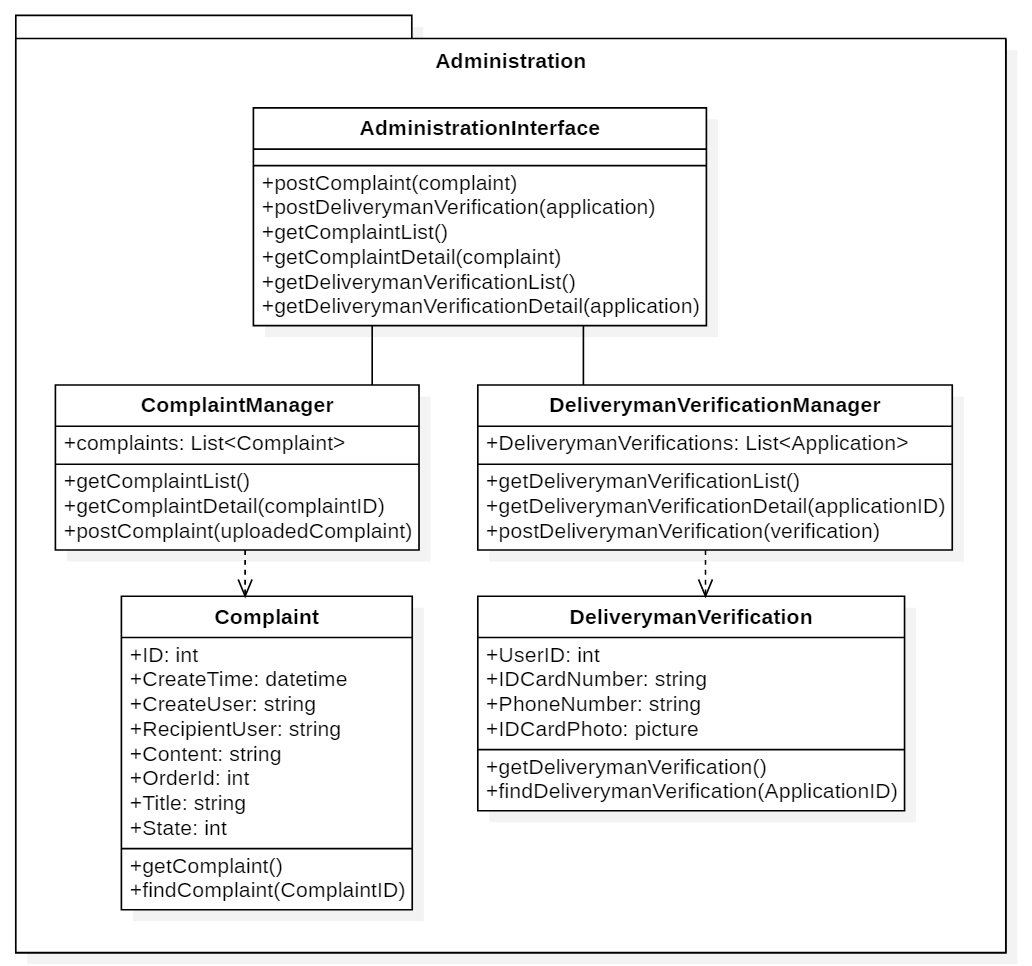 Administration
AdministrationInterface
+postComplaint(complaint)
+postDeliverymanVerification(application)
+getComplaintList()
+getComplaintDetail(complaint)
+getDeliverymanVerificationList()
+getDeliverymanVerificationDetail(application)
ComplaintManager
+complaints: List<Complaint>
+getComplaintList()
+getComplaintDetail(complaintID)
+postComplaint(uploadedComplaint)
DeliverymanVerificationManager
+DeliverymanVerifications: List<Application>
+getDeliverymanVerificationList()
+getDeliverymanVerificationDetail(applicationID)
+postDeliverymanVerification(verification)
Complaint
+ID: int
+CreateTime: datetime
+CreateUser: string
+RecipientUser: string
+Content: string
+OrderId: int
+Title: string
+State: int
+getComplaint()
+findComplaint(ComplaintID)
DeliverymanVerification
+UserID: int
+IDCardNumber: string
+PhoneNumber: string
+IDCardPhoto: picture
+getDeliverymanVerification()
+findDeliverymanVerification(ApplicationID)